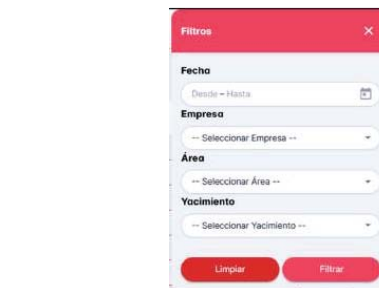 Filtros
Fecha
Desde – Hasta
Empresa
-- Seleccionar Empresa --
Área
-- Seleccionar Área --
Yacimiento
-- Seleccionar Yacimiento --
Limpiar Filtrar